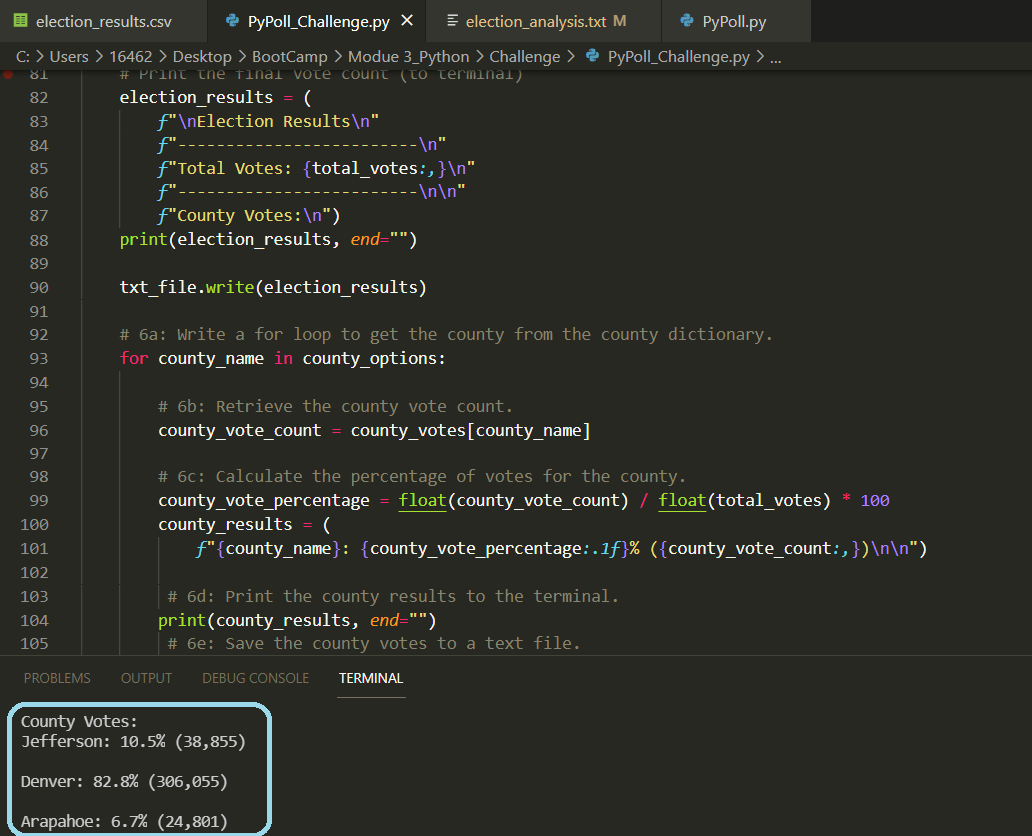 election_results.csv PyPoll_Challenge.py × election_analysis.txt M PyPoll.py
C: > Users > 16462 > Desktop > BootCamp > Modue 3_Python > Challenge > PyPoll_Challenge.py > ...
81 # Print the final vote count (to terminal)
82 election_results = (
83 f"\nElection Results\n"
84 f"-------------------------\n"
85 f"Total Votes: {total_votes:,}\n"
86 f"-------------------------\n\n"
87 f"County Votes:\n")
88 print(election_results, end="")
89
90 txt_file.write(election_results)
91
92 # 6a: Write a for loop to get the county from the county dictionary.
93 for county_name in county_options:
94
95 # 6b: Retrieve the county vote count.
96 county_vote_count = county_votes[county_name]
97
98 # 6c: Calculate the percentage of votes for the county.
99 county_vote_percentage = float(county_vote_count) / float(total_votes) * 100
100 county_results = (
101 f"{county_name}: {county_vote_percentage:.1f}% ({county_vote_count:,})\n\n")
102
103 # 6d: Print the county results to the terminal.
104 print(county_results, end="")
105 # 6e: Save the county votes to a text file.
PROBLEMS OUTPUT DEBUG CONSOLE TERMINAL
County Votes:
Jefferson: 10.5% (38,855)
Denver: 82.8% (306,055)
Arapahoe: 6.7% (24,801)